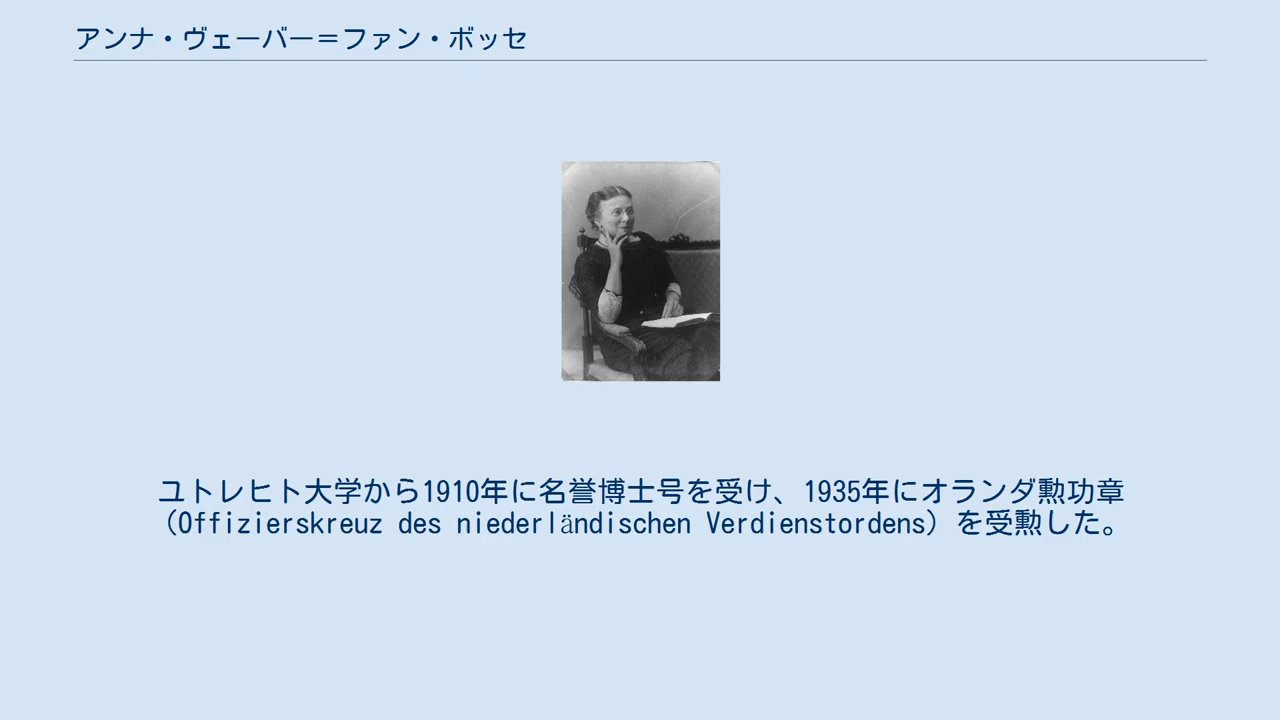 アンナ・ヴェーバー＝ファン・ボッセ
ユトレヒト大学から1910年に名誉博士号を受け、1935年にオランダ勲功章
（Offizierskreuz des niederländischen Verdienstordens）を受勲した。